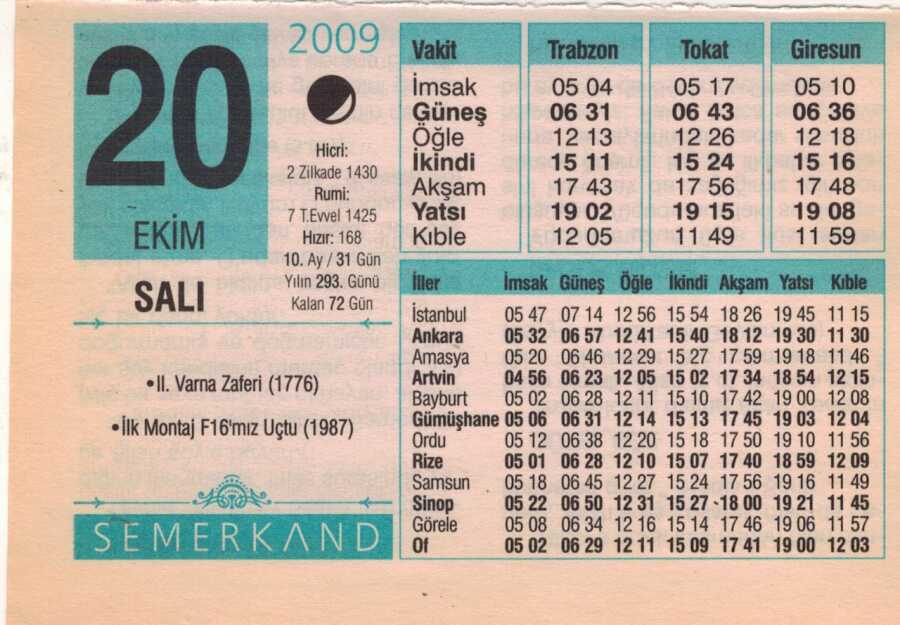 20
EKİM
SALI
2009
Hicri:
2 Zilkade 1430
Rumi:
7 T.Evvel 1425
Hızır: 168
10. Ay / 31 Gün
Yılın 293. Günü
Kalan 72 Gün
•II. Varna Zaferi (1776)
•İlk Montaj F16'mız Uçtu (1987)
SEMERKAND
Vakit Trabzon Tokat Giresun
İmsak 05 04 05 17 05 10
Güneş 06 31 06 43 06 36
Öğle 12 13 12 26 12 18
İkindi 15 11 15 24 15 16
Akşam 17 43 17 56 17 48
Yatsı 19 02 19 15 19 08
Kıble 12 05 11 49 11 59
İller İmsak Güneş Öğle İkindi Akşam Yatsı Kıble
İstanbul 05 47 07 14 12 56 15 54 18 26 19 45 11 15
Ankara 05 32 06 57 12 41 15 40 18 12 19 30 11 30
Amasya 05 20 06 46 12 29 15 27 17 59 19 18 11 46
Artvin 04 56 06 23 12 05 15 02 17 34 18 54 12 15
Bayburt 05 02 06 28 12 11 15 10 17 42 19 00 12 08
Gümüşhane 05 06 06 31 12 14 15 13 17 45 19 03 12 04
Ordu 05 12 06 38 12 20 15 18 17 50 19 10 11 56
Rize 05 01 06 28 12 10 15 07 17 40 18 59 12 09
Samsun 05 18 06 45 12 27 15 24 17 56 19 16 11 49
Sinop 05 22 06 50 12 31 15 27 18 00 19 21 11 45
Görele 05 08 06 34 12 16 15 14 17 46 19 06 11 57
Of 05 02 06 29 12 11 15 09 17 41 19 00 12 03